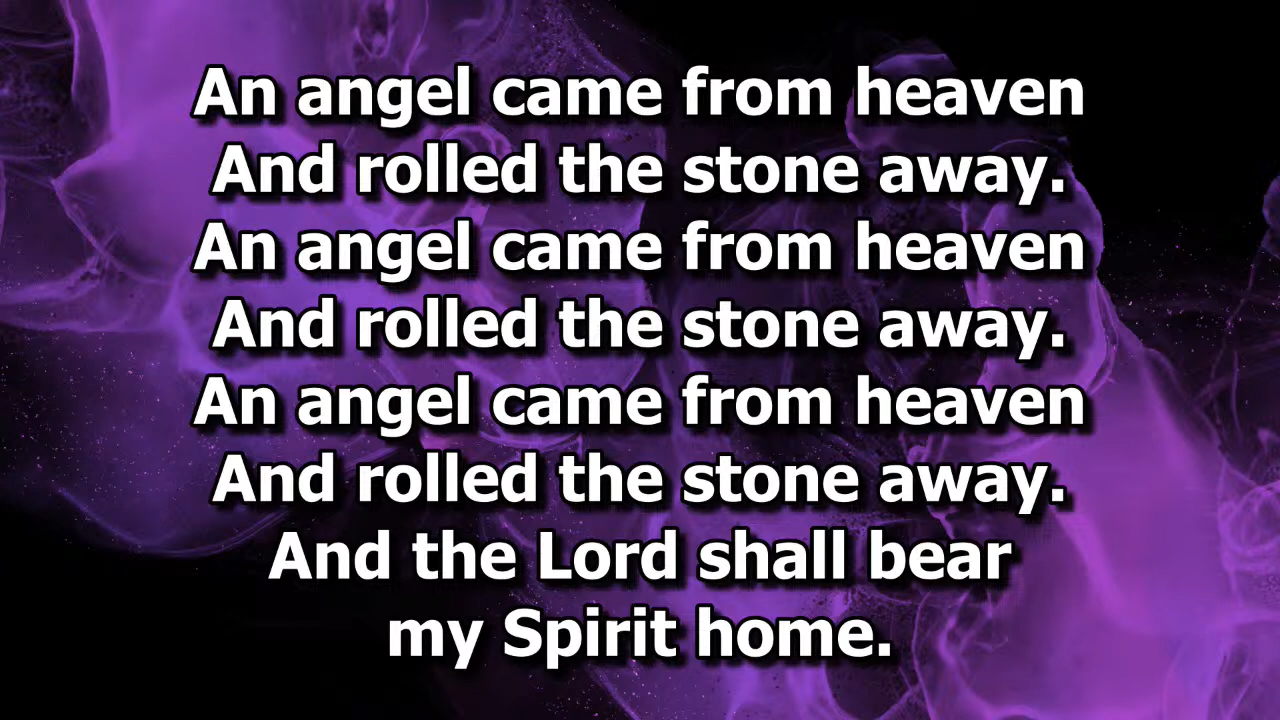 An angel came from heaven
And rolled the stone away.
An angel came from heaven
And rolled the stone away.
An angel came from heaven
And rolled the stone away.
And the Lord shall bear
my Spirit home.